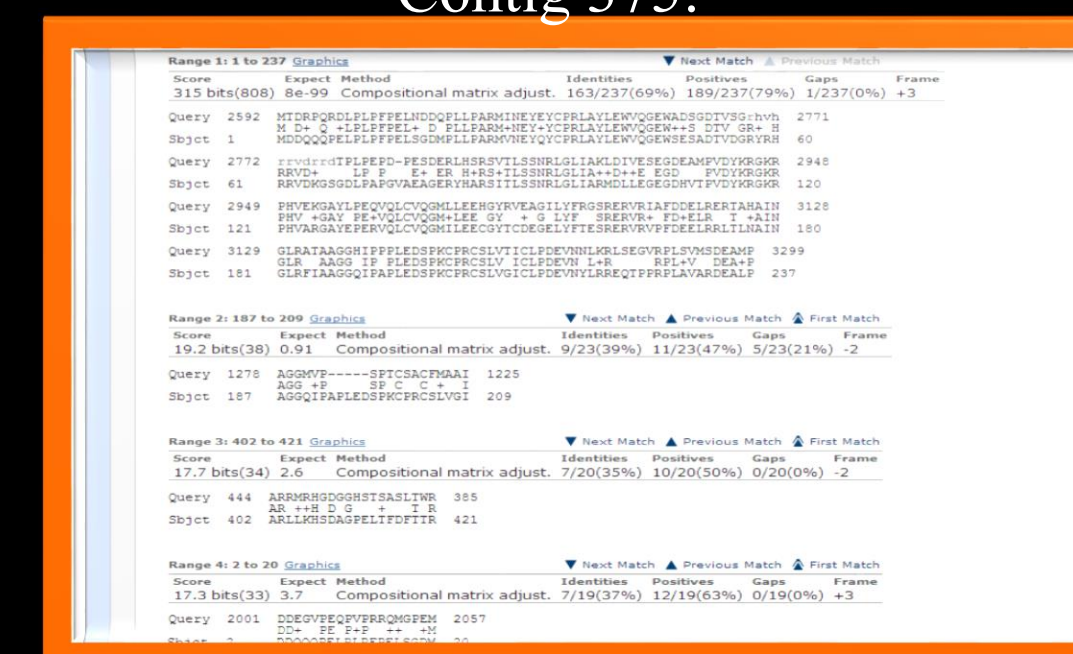 Contig 375:
Range 1: 1 to 237 Graphics Next Match Previous Match
Score Expect Method Identities Positives Gaps Frame
315 bits(808) 8e-99 Compositional matrix adjust. 163/237(69%) 189/237(79%) 1/237(0%) +3
Query 2592 MTDRPQRDLPLPFPELNDDQPLLPARMINEYEYCPRLAYLEWVQGEWADSGDTVSGrhvh 2771
M D+ Q +LPLPFPEL+ D PLLPARM+NEY+YCPRLAYLEWVQGEW++S DTV GR+ H
Sbjct 1 MDDQQQPELPLPFPELSGDMPLLPARMVNEYQYCPRLAYLEWVQGEWSESADTVDGRYRH 60
Query 2772 rrvdrrdTPLPEPD-PESDERLHSRSVTLSSNRLGLIAKLDIVESEGDEAMPVDYKRGKR 2948
RRVD+ LP P E+ ER H+RS+TLSSNRLGLIA++D++E EGD PVDYKRGKR
Sbjct 61 RRVDKGSGDLPAPGVAEAGERYHARSITLSSNRLGLIARMDLLEGEGDHVTPVDYKRGKR 120
Query 2949 PHVEKGAYLPEQVQLCVQGMLLEEHGYRVEAGILYFRGSRERVRIAFDDELRERTAHAIN 3128
PHV +GAY PE+VQLCVQGM+LEE GY + G LYF SRERVR+ FD+ELR T +AIN
Sbjct 121 PHVARGAYEPERVQLCVQGMILEECGYTCDEGELYFTESRERVRVPFDEELRRLTLNAIN 180
Query 3129 GLRATAAGGHIPPPLEDSPKCPRCSLVTICLPDEVNNLKRLSEGVRPLSVMSDEAMP 3299
GLR AAGG IP PLEDSPKCPRCSLV ICLPDEVN L+R RPL+V DEA+P
Sbjct 181 GLRFIAAGGQIPAPLEDSPKCPRCSLVGICLPDEVNYLRREQTPPRPLAVARDEALP 237
Range 2: 187 to 209 Graphics Next Match Previous Match First Match
Score Expect Method Identities Positives Gaps Frame
19.2 bits(38) 0.91 Compositional matrix adjust. 9/23(39%) 11/23(47%) 5/23(21%) -2
Query 1278 AGGMVP-----SPTCSACFMAAI 1225
AGG +P SP C C + I
Sbjct 187 AGGQIPAPLEDSPKCPRCSLVGI 209
Range 3: 402 to 421 Graphics Next Match Previous Match First Match
Score Expect Method Identities Positives Gaps Frame
17.7 bits(34) 2.6 Compositional matrix adjust. 7/20(35%) 10/20(50%) 0/20(0%) -2
Query 444 ARRMRHGDGGHSTSASLTWR 385
AR ++H D G + T R
Sbjct 402 ARLLKHSDAGPELTFDFTTR 421
Range 4: 2 to 20 Graphics Next Match Previous Match First Match
Score Expect Method Identities Positives Gaps Frame
17.3 bits(33) 3.7 Compositional matrix adjust. 7/19(37%) 12/19(63%) 0/19(0%) +3
Query 2001 DDEGVPEQPVPRRQMGPEM 2057
DD+ PE P+P ++ +M
Sbjct 2 DDQQQPELPLPFPELSGDM 20